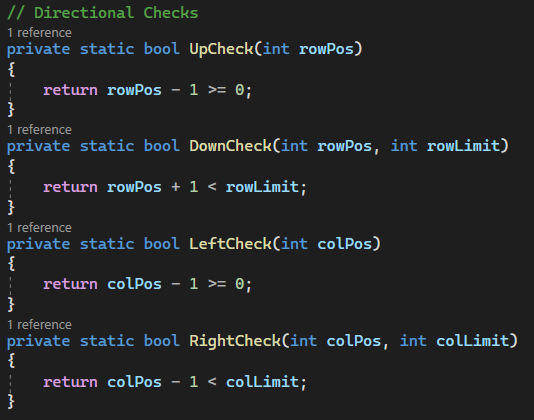 // Directional Checks
1 reference
private static bool UpCheck(int rowPos)
{
    return rowPos - 1 >= 0;
}
1 reference
private static bool DownCheck(int rowPos, int rowLimit)
{
    return rowPos + 1 < rowLimit;
}
1 reference
private static bool LeftCheck(int colPos)
{
    return colPos - 1 >= 0;
}
1 reference
private static bool RightCheck(int colPos, int colLimit)
{
    return colPos - 1 < colLimit;
}